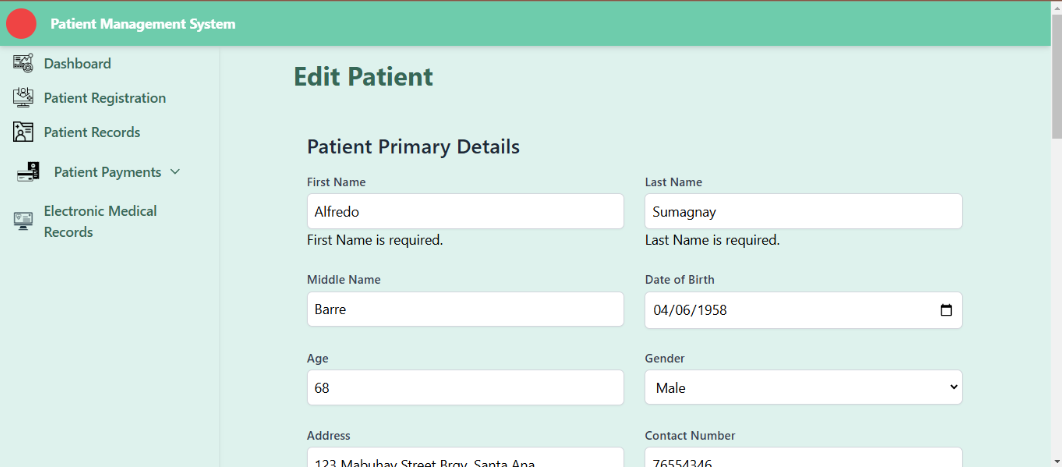 Patient Management System
Dashboard
Patient Registration
Patient Records
Patient Payments
Electronic Medical
Records
Edit Patient
Patient Primary Details
First Name
Last Name
Alfredo
Sumagnay
First Name is required.
Last Name is required.
Middle Name
Date of Birth
Barre
04/06/1958
Age
Gender
68
Male
Address
Contact Number
123 Mabuhay Street Brgy. Santa Ana
76554346